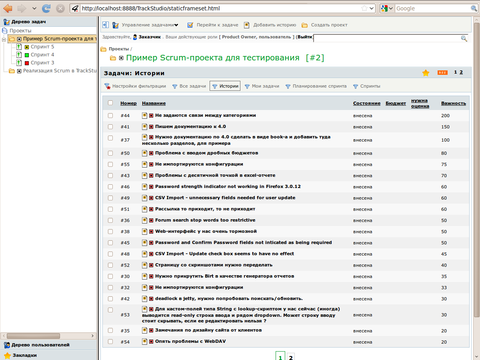 http://localhost:8888/TrackStudio/staticframeset.html
Google
Дерево задач
Проекты
Пример Scrum-проекта для т
Спринт 5
Спринт 4
Спринт 3
Реализация Scrum в TrackStu
Дерево пользователей
Закладки
Управление задачами
Перейти к задаче
Добавить историю
Создать проект
Здравствуйте, Заказчик. Ваши действующие роли [ Product Owner, пользователь ] [Выйти]
Проекты /
Пример Scrum-проекта для тестирования [#2]
Задачи: Истории
1 2
Настройки фильтрации
Все задачи
Истории
Мои задачи
Планирование спринта
Спринты
Номер Название Состояние Бюджет нужна оценка Важность
#44 Не задаются связи между категориями внесена 200
#41 Пишем документацию к 4.0 внесена 150
#37 Нужно документацию по 4.0 сделать в виде book-а и добавить туда несколько разделов, для примера внесена 100
#50 Проблема с вводом дробных бюджетов внесена 80
#55 Не импортируются конфигурации внесена 75
#43 Проблемы с десятичной точкой в excel-отчете внесена 70
#46 Password strength indicator not working in Firefox 3.0.12 внесена 60
#49 CSV Import - unnecessary fields needed for user update внесена 60
#51 Рассылка то приходит, то не приходит внесена 60
#36 Forum search stop words too restrictive внесена 50
#38 Web-интерфейс у нас очень тормозной внесена 50
#45 Password and Confirm Password fields not inticated as being required внесена 50
#48 CSV Import - Update check box seems to have no effect внесена 45
#52 Страницу со скриншотами нужно переделать внесена 40
#30 Нужно прикрутить Birt в качестве генератора отчетов внесена 35
#32 Не импортируются конфигурации внесена 33
#42 deadlock в jetty, нужно попробовать поискать/обновить. внесена 30
#53 Для кастом-полей типа String с lookup-скриптом у нас сейчас (иногда) выводится read-only строка ввода и рядом dropdown. Может строку вводу стоит скрывать, если ее редактировать нельзя ? внесена 30
#35 Замечания по дизайну сайта от клиентов внесена 20
#54 Опять проблемы с WebDAV внесена 20
1 2